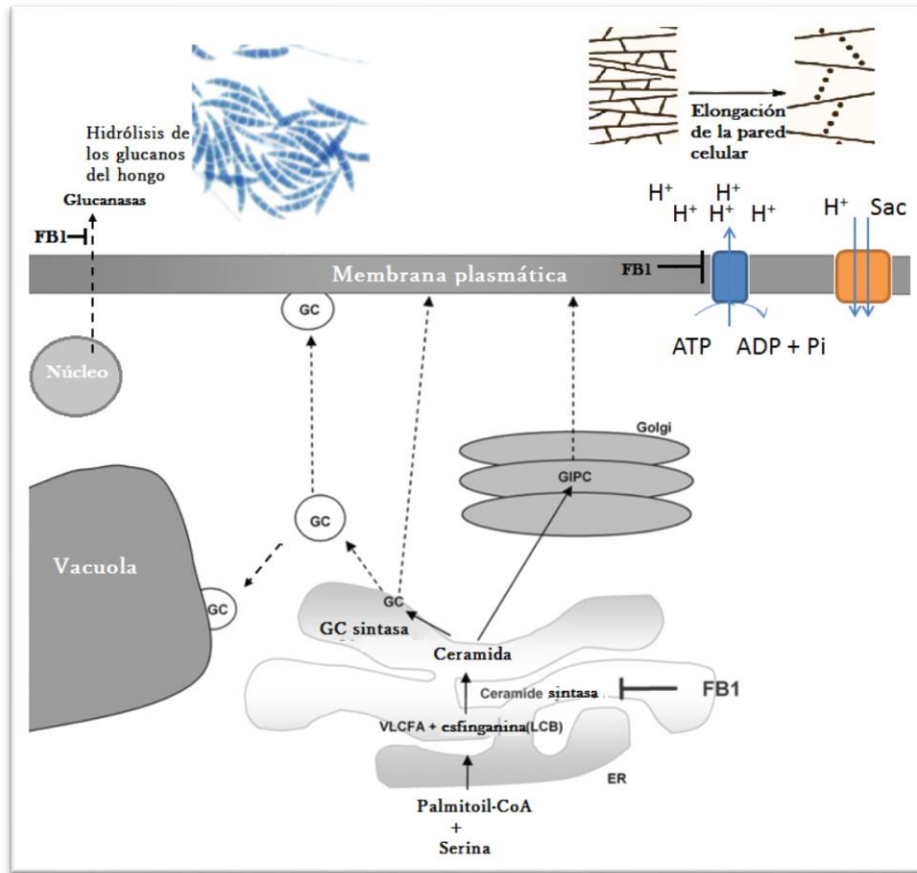 Hidrólisis de
los glucanos
del hongo
Glucanasas
FB1
Elongación
de la pared
celular
H⁺
H⁺
H⁺ H⁺ H⁺
H⁺ Sac
Membrana plasmática
FB1
ATP
ADP + Pi
GC
Núcleo
Golgi
GIPC
GC
Vacuola
GC
GC
GC sintasa
Ceramida
Ceramide sintasa
FB1
VLCFA + esfinganina(LCB)
ER
Palmitoil-CoA
+
Serina